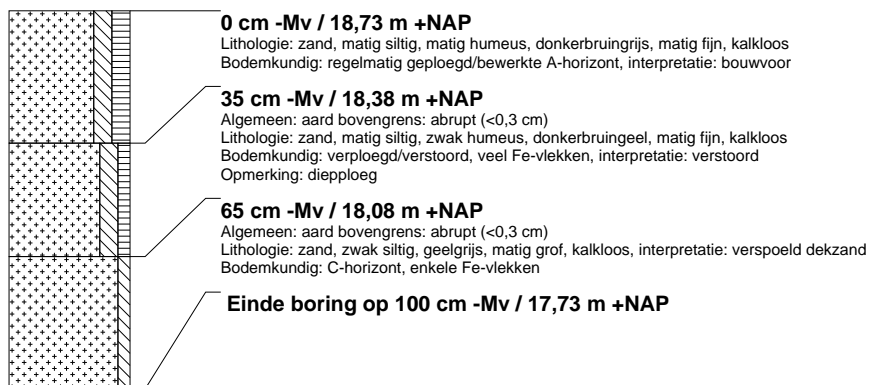 0 cm -Mv / 18,73 m +NAP
Lithologie: zand, matig siltig, matig humeus, donkerbruingrijs, matig fijn, kalkloos
Bodemkundig: regelmatig geploegd/bewerkte A-horizont, interpretatie: bouwvoor
35 cm -Mv / 18,38 m +NAP
Algemeen: aard bovengrens: abrupt (<0,3 cm)
Lithologie: zand, matig siltig, zwak humeus, donkerbruingeel, matig fijn, kalkloos
Bodemkundig: verploegd/verstoord, veel Fe-vlekken, interpretatie: verstoord
Opmerking: diepploeg
65 cm -Mv / 18,08 m +NAP
Algemeen: aard bovengrens: abrupt (<0,3 cm)
Lithologie: zand, zwak siltig, geelgrijs, matig grof, kalkloos, interpretatie: verspoeld dekzand
Bodemkundig: C-horizont, enkele Fe-vlekken
Einde boring op 100 cm -Mv / 17,73 m +NAP